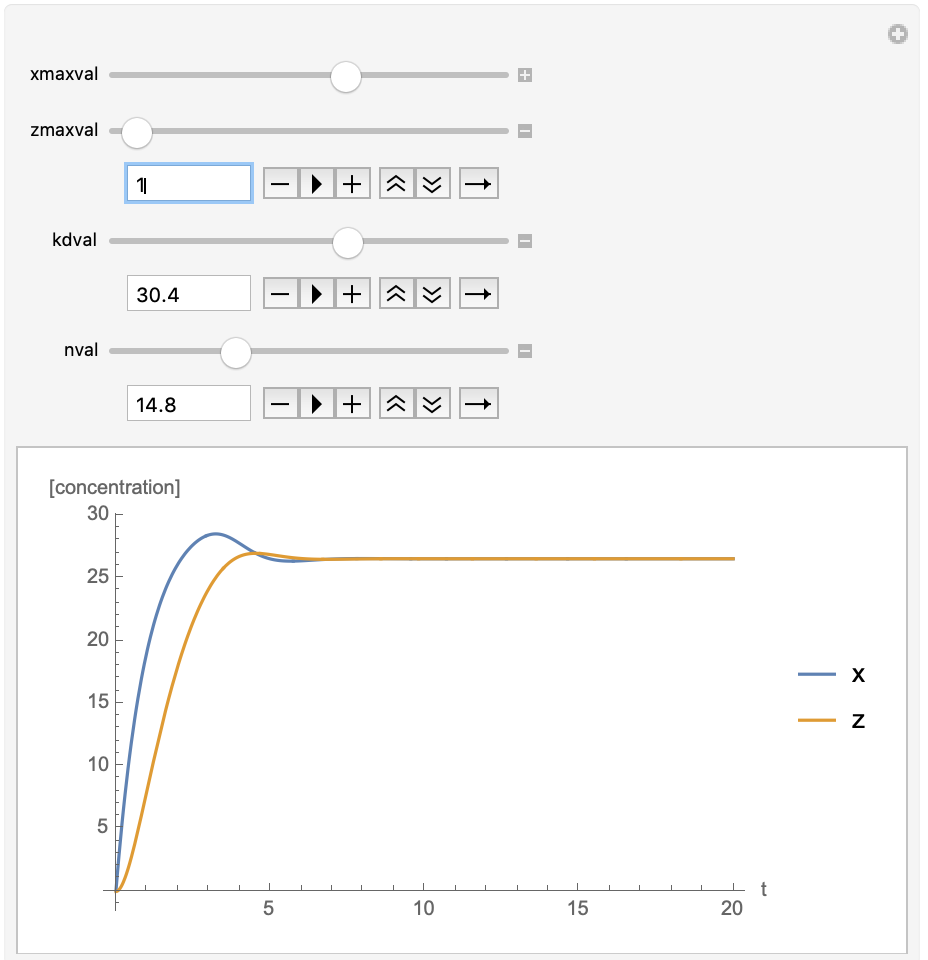 xmaxval
zmaxval
1
kdval
30.4
nval
14.8
[concentration]
30
25
20
15
10
5
5 10 15 20
t
X
Z